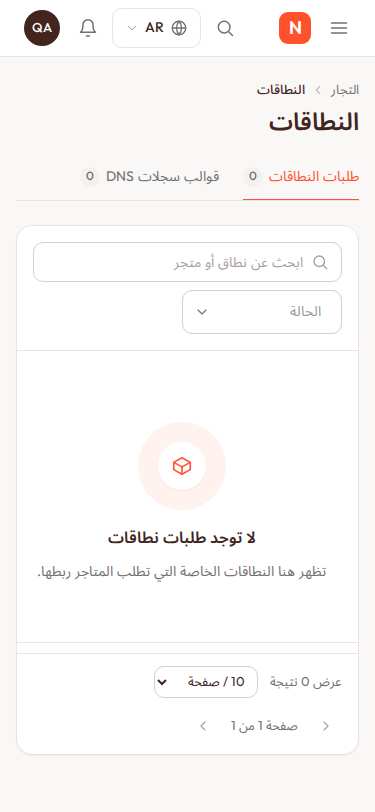 N
AR
QA
التجار
النطاقات
النطاقات
طلبات النطاقات 0
قوالب سجلات DNS 0
ابحث عن نطاق أو متجر
الحالة
لا توجد طلبات نطاقات
تظهر هنا النطاقات الخاصة التي تطلب المتاجر ربطها.
عرض 0 نتيجة
10 / صفحة
صفحة 1 من 1